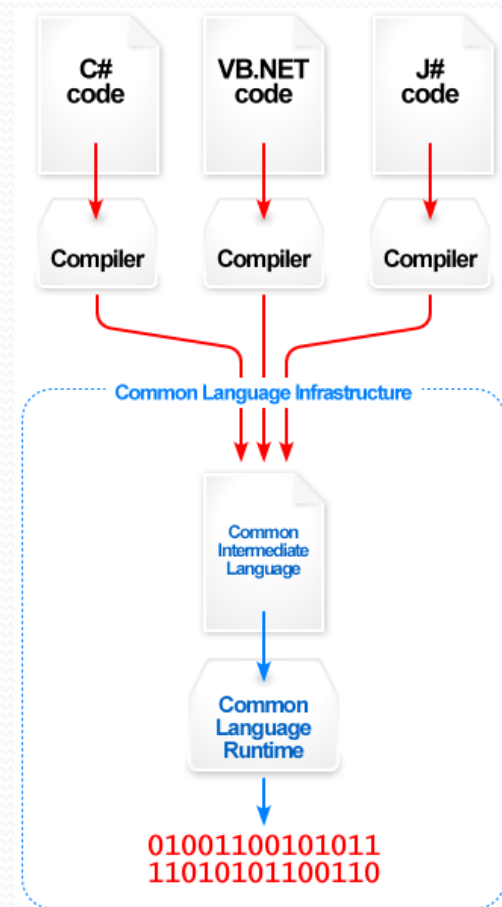 C#
code
VB.NET
code
J#
code
Compiler
Compiler
Compiler
Common Language Infrastructure
Common
Intermediate
Language
Common
Language
Runtime
01001100101011
11010101100110